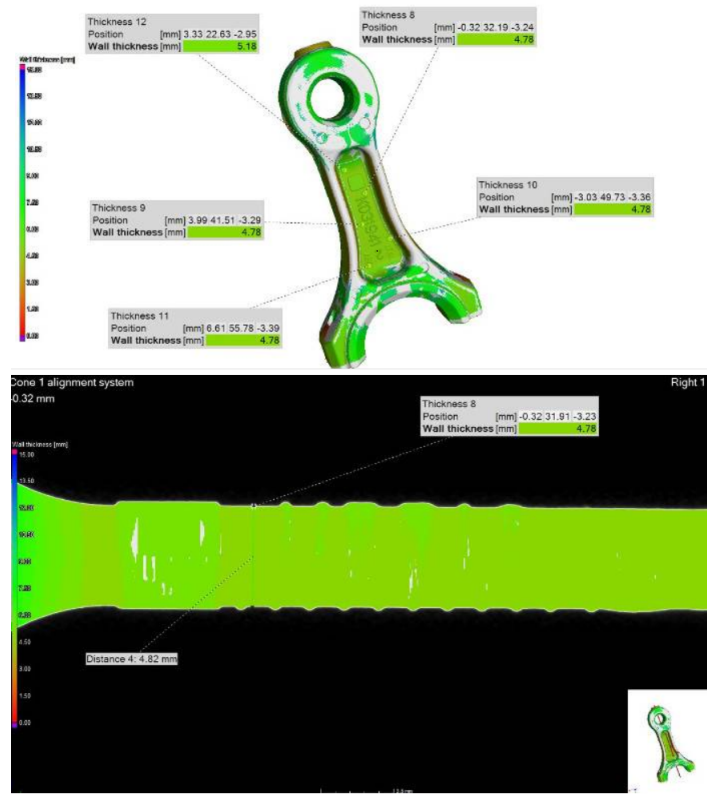 Thickness 12
Position [mm] 3.33 22.63 -2.95
Wall thickness [mm] 5.18
Thickness 8
Position [mm] -0.32 32.19 -3.24
Wall thickness [mm] 4.78
Thickness 10
Position [mm] -3.03 49.73 -3.36
Wall thickness [mm] 4.78
Thickness 9
Position [mm] 3.99 41.51 -3.29
Wall thickness [mm] 4.78
Thickness 11
Position [mm] 6.61 55.78 -3.39
Wall thickness [mm] 4.78
Cone 1 alignment system
Right 1
-0.32 mm
Thickness 8
Position [mm] -0.32 31.91 -3.23
Wall thickness [mm] 4.78
Wall thickness [mm]
15.00
13.50
4.50
3.00
1.50
0.00
Distance 4: 4.82 mm